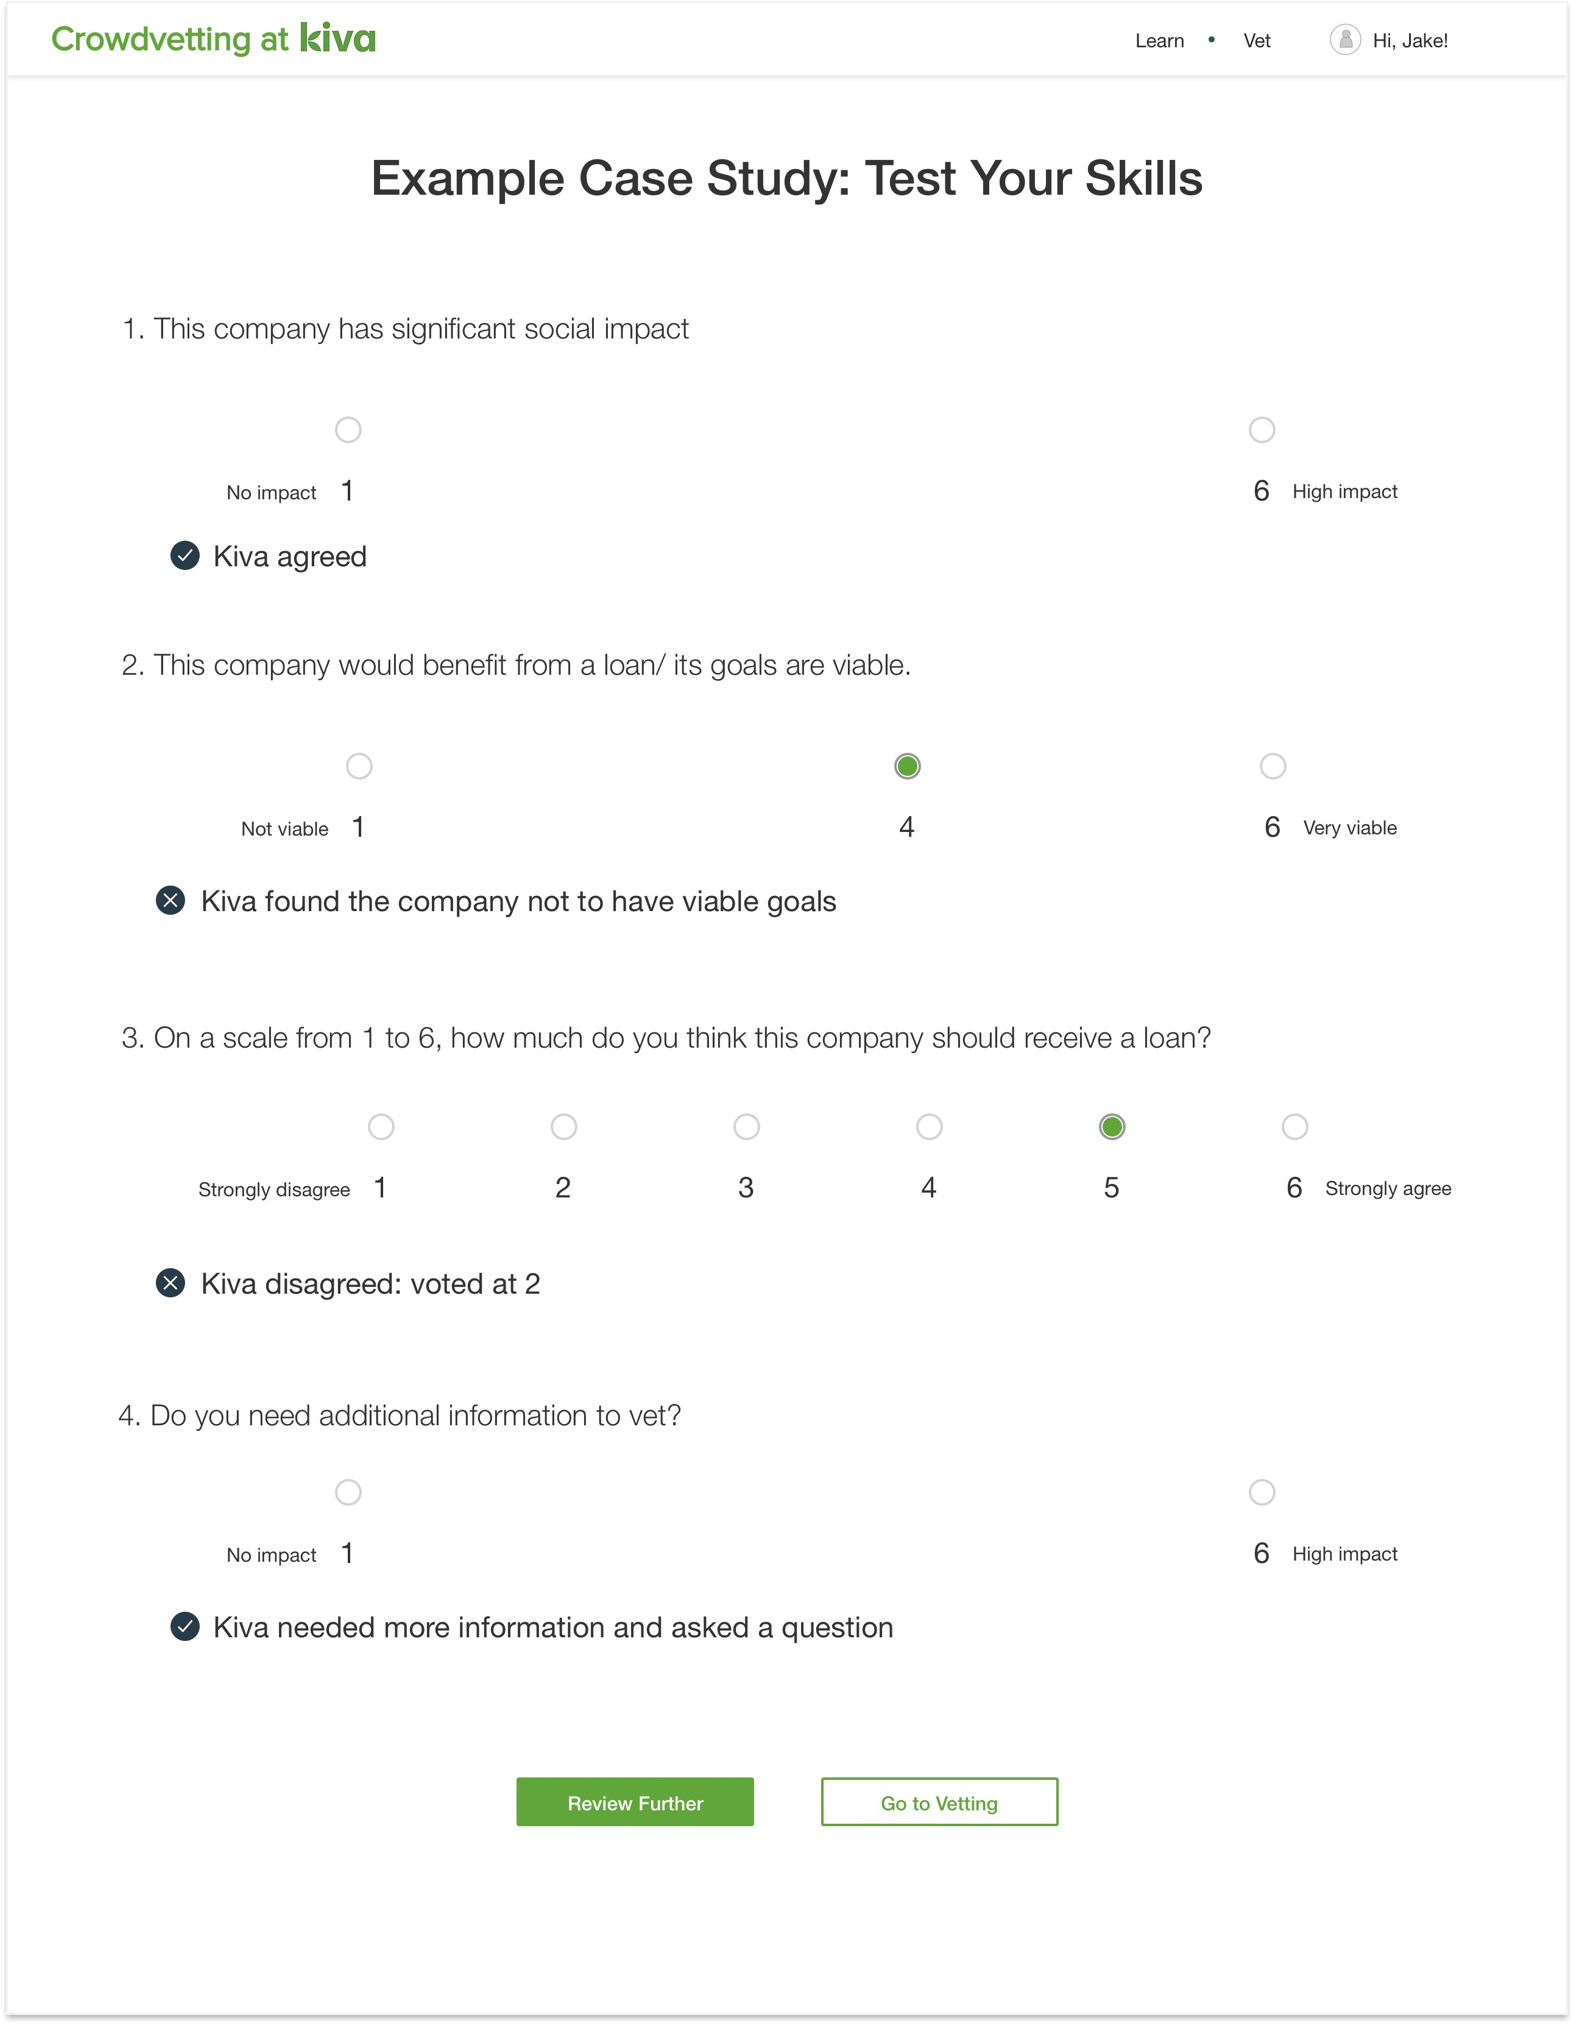 Crowdvetting at kiva
Learn • Vet Hi, Jake!
Example Case Study: Test Your Skills
1. This company has significant social impact
No impact 1 6 High impact
Kiva agreed
2. This company would benefit from a loan/ its goals are viable.
Not viable 1 4 6 Very viable
Kiva found the company not to have viable goals
3. On a scale from 1 to 6, how much do you think this company should receive a loan?
Strongly disagree 1 2 3 4 5 6 Strongly agree
Kiva disagreed: voted at 2
4. Do you need additional information to vet?
No impact 1 6 High impact
Kiva needed more information and asked a question
Review Further Go to Vetting